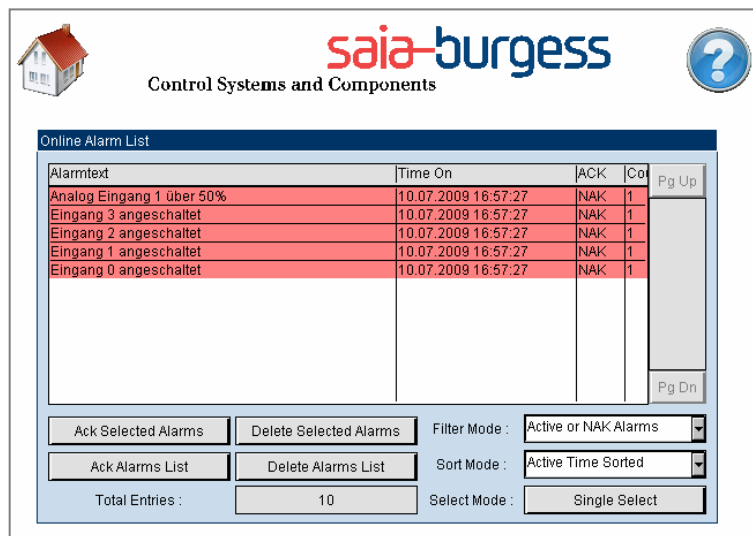 saia-burgess
Control Systems and Components
?
Online Alarm List
Alarmtext Time On ACK Cou
Analog Eingang 1 über 50% 10.07.2009 16:57:27 NAK 1
Eingang 3 angeschaltet 10.07.2009 16:57:27 NAK 1
Eingang 2 angeschaltet 10.07.2009 16:57:27 NAK 1
Eingang 1 angeschaltet 10.07.2009 16:57:27 NAK 1
Eingang 0 angeschaltet 10.07.2009 16:57:27 NAK 1
Pg Up
Pg Dn
Ack Selected Alarms Delete Selected Alarms Filter Mode : Active or NAK Alarms
Ack Alarms List Delete Alarms List Sort Mode : Active Time Sorted
Total Entries : 10 Select Mode : Single Select